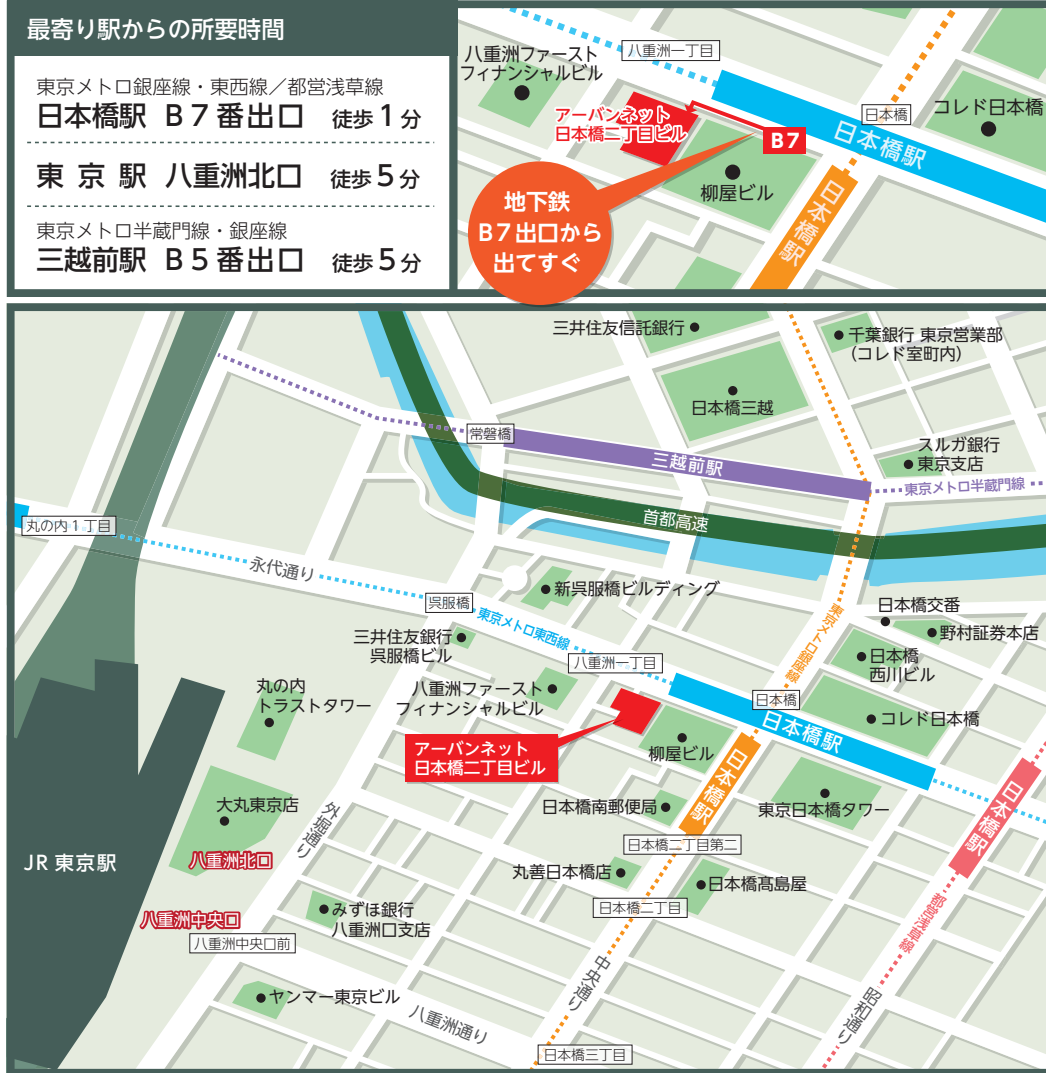 最寄り駅からの所要時間
東京メトロ銀座線・東西線／都営浅草線
日本橋駅 B7番出口 徒歩1分
東京駅 八重洲北口 徒歩5分
東京メトロ半蔵門線・銀座線
三越前駅 B5番出口 徒歩5分
八重洲一丁目
八重洲ファースト
フィナンシャルビル
アーバンネット
日本橋二丁目ビル
B7
日本橋
日本橋駅
コレド日本橋
柳屋ビル
日本橋駅
地下鉄
B7出口から
出てすぐ
三井住友信託銀行
千葉銀行 東京営業部
（コレド室町内）
日本橋三越
常磐橋
三越前駅
スルガ銀行
東京支店
東京メトロ半蔵門線
首都高速
丸の内1丁目
永代通り
新呉服橋ビルディング
呉服橋
東京メトロ東西線
東京メトロ銀座線
日本橋交番
野村証券本店
三井住友銀行
呉服橋ビル
八重洲一丁目
日本橋
西川ビル
丸の内
トラストタワー
八重洲ファースト
フィナンシャルビル
日本橋
日本橋駅
コレド日本橋
アーバンネット
日本橋二丁目ビル
柳屋ビル
日本橋駅
大丸東京店
外堀通り
日本橋南郵便局
東京日本橋タワー
日本橋駅
日本橋二丁目第二
JR東京駅
八重洲北口
丸善日本橋店
日本橋髙島屋
八重洲中央口
みずほ銀行
八重洲口支店
日本橋二丁目
都営浅草線
八重洲中央口前
ヤンマー東京ビル
八重洲通り
中央通り
昭和通り
日本橋三丁目